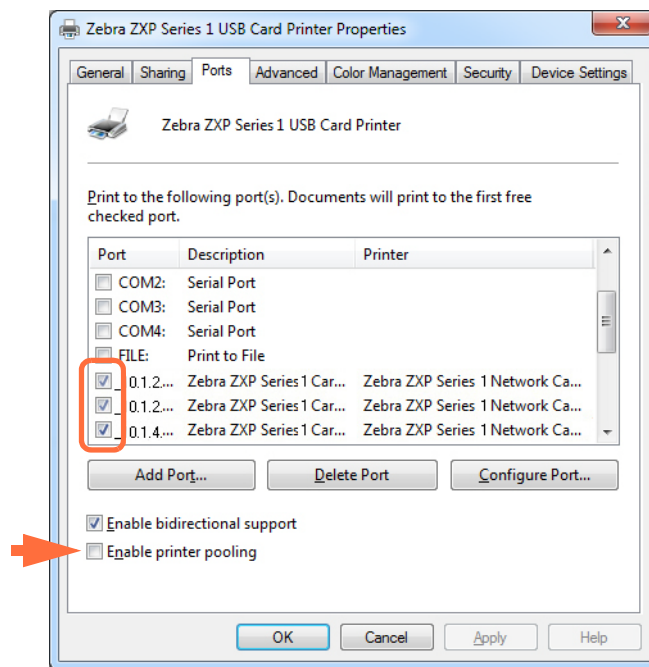 Zebra ZXP Series 1 USB Card Printer Properties
General Sharing Ports Advanced Color Management Security Device Settings
Zebra ZXP Series 1 USB Card Printer
Print to the following port(s). Documents will print to the first free
checked port.
Port Description Printer
COM2: Serial Port
COM3: Serial Port
COM4: Serial Port
FILE: Print to File
_ 0.1.2... Zebra ZXP Series 1 Car... Zebra ZXP Series 1 Network Ca...
_ 0.1.2... Zebra ZXP Series 1 Car... Zebra ZXP Series 1 Network Ca...
_ 0.1.4... Zebra ZXP Series 1 Car... Zebra ZXP Series 1 Network Ca...
Add Port... Delete Port Configure Port...
Enable bidirectional support
Enable printer pooling
OK Cancel Apply Help